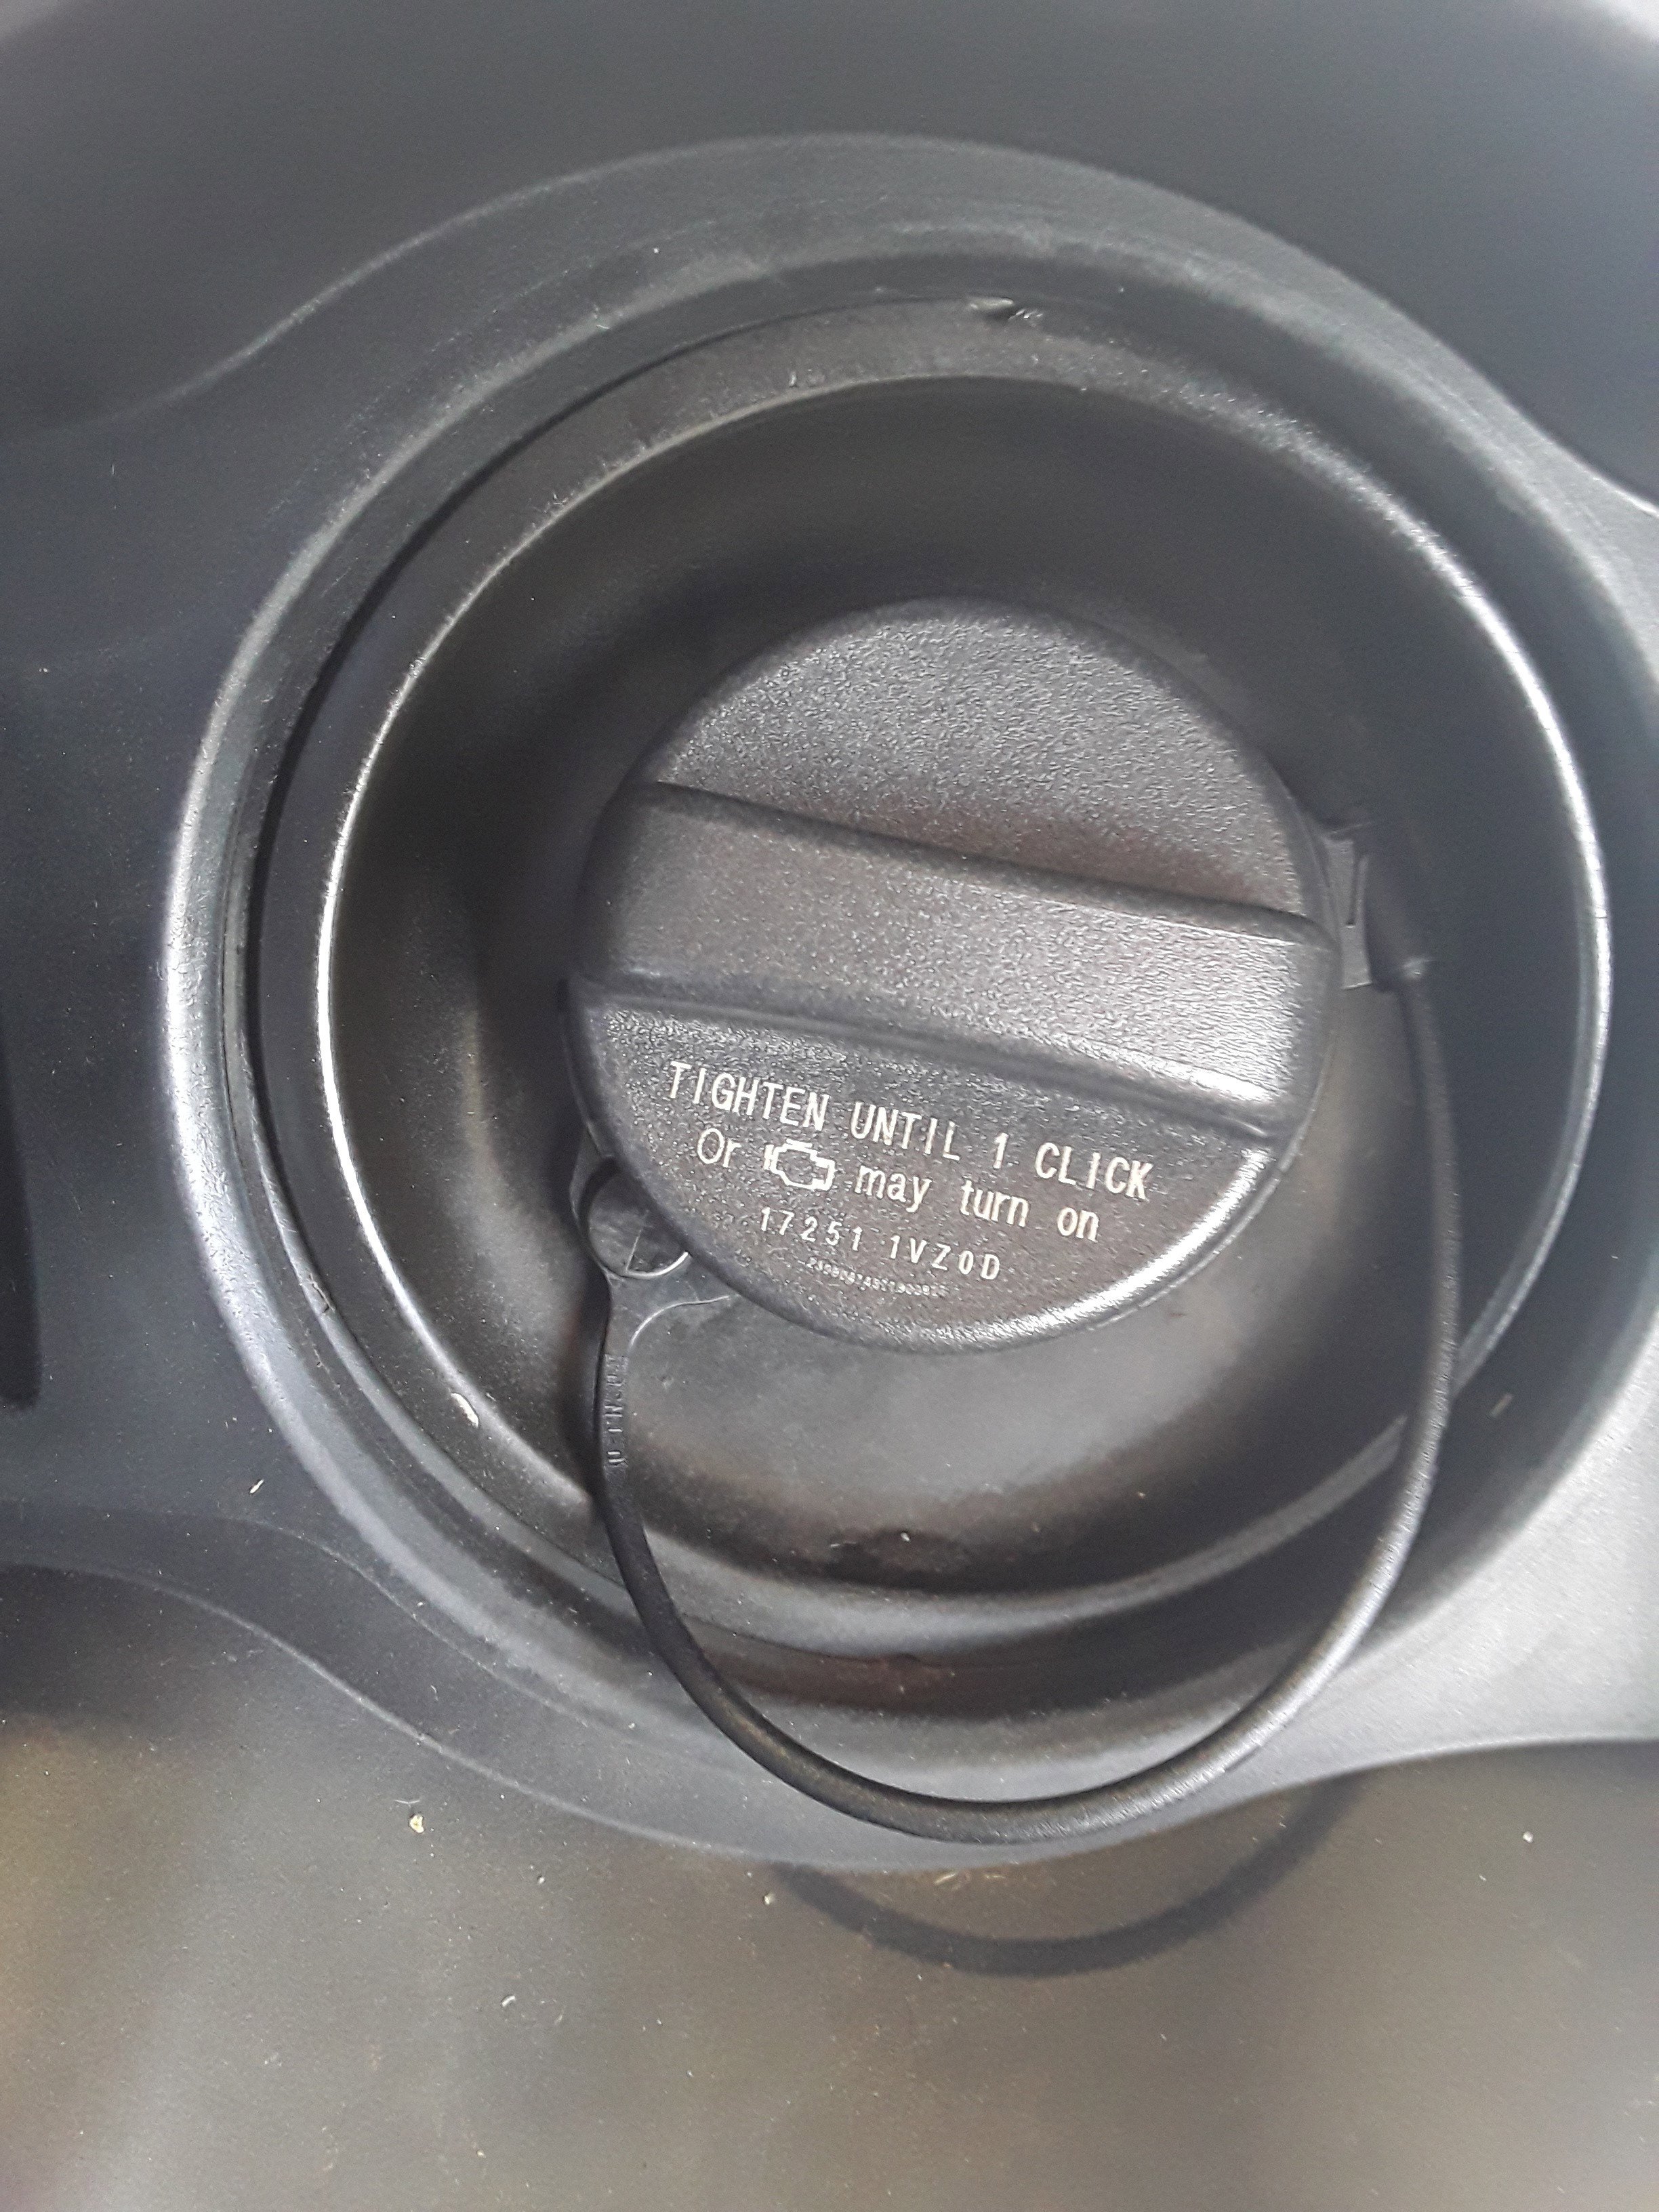 TIGHTEN UNTIL 1 CLICK
Or may turn on
17251 1VZ0D